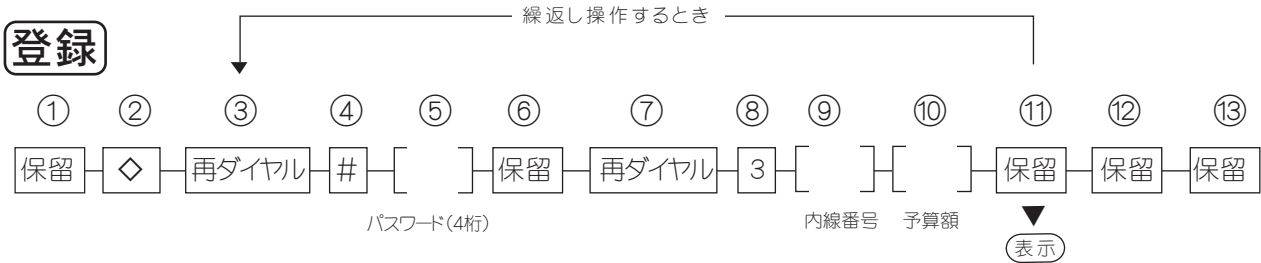 繰返し操作するとき
登録
① ② ③ ④ ⑤ ⑥ ⑦ ⑧ ⑨ ⑩ ⑪ ⑫ ⑬
保留 ◇ 再ダイヤル # [ ] 保留 再ダイヤル 3 [ ] [ ] 保留 保留 保留
パスワード(4桁) 内線番号 予算額
表示